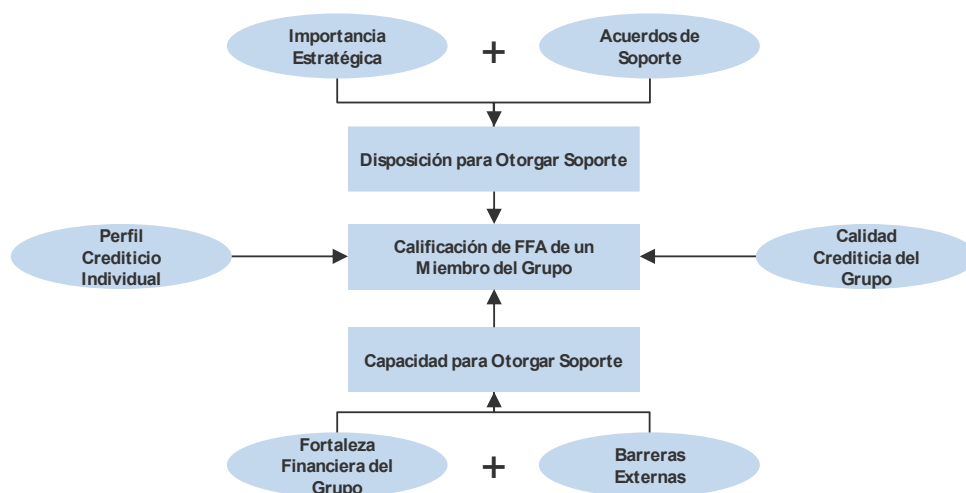 Importancia
Estratégica
+
Acuerdos de
Soporte
Disposición para Otorgar Soporte
Perfil
Crediticio
Individual
Calificación de FFA de un
Miembro del Grupo
Calidad
Crediticia del
Grupo
Capacidad para Otorgar Soporte
Fortaleza
Financiera del
Grupo
+
Barreras
Externas